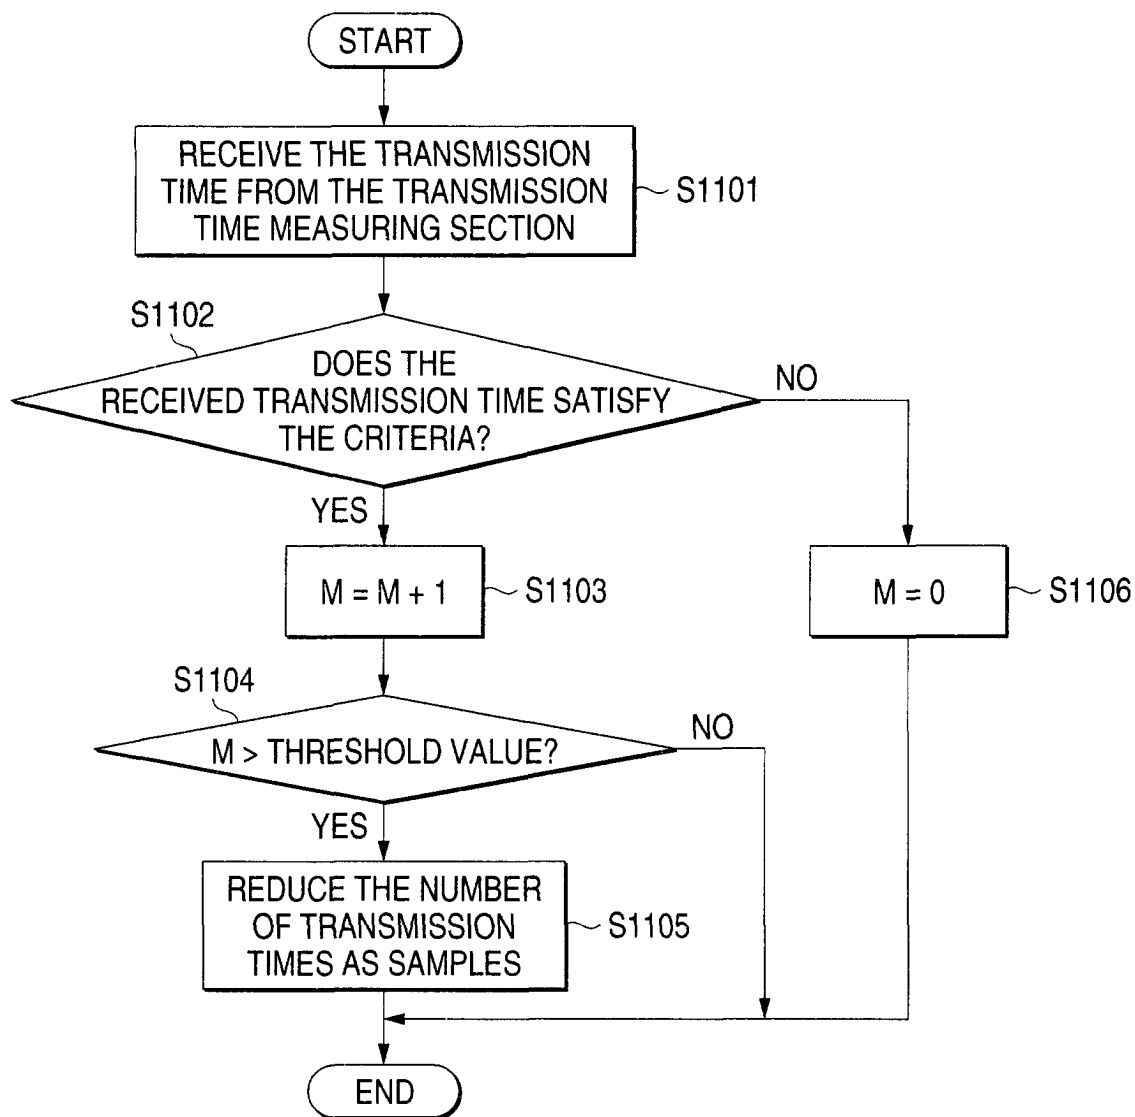 START
RECEIVE THE TRANSMISSION
TIME FROM THE TRANSMISSION
TIME MEASURING SECTION
S1101
S1102
DOES THE
RECEIVED TRANSMISSION TIME SATISFY
THE CRITERIA?
NO
YES
M = M + 1
S1103
M = 0
S1106
S1104
M > THRESHOLD VALUE?
NO
YES
REDUCE THE NUMBER
OF TRANSMISSION
TIMES AS SAMPLES
S1105
END